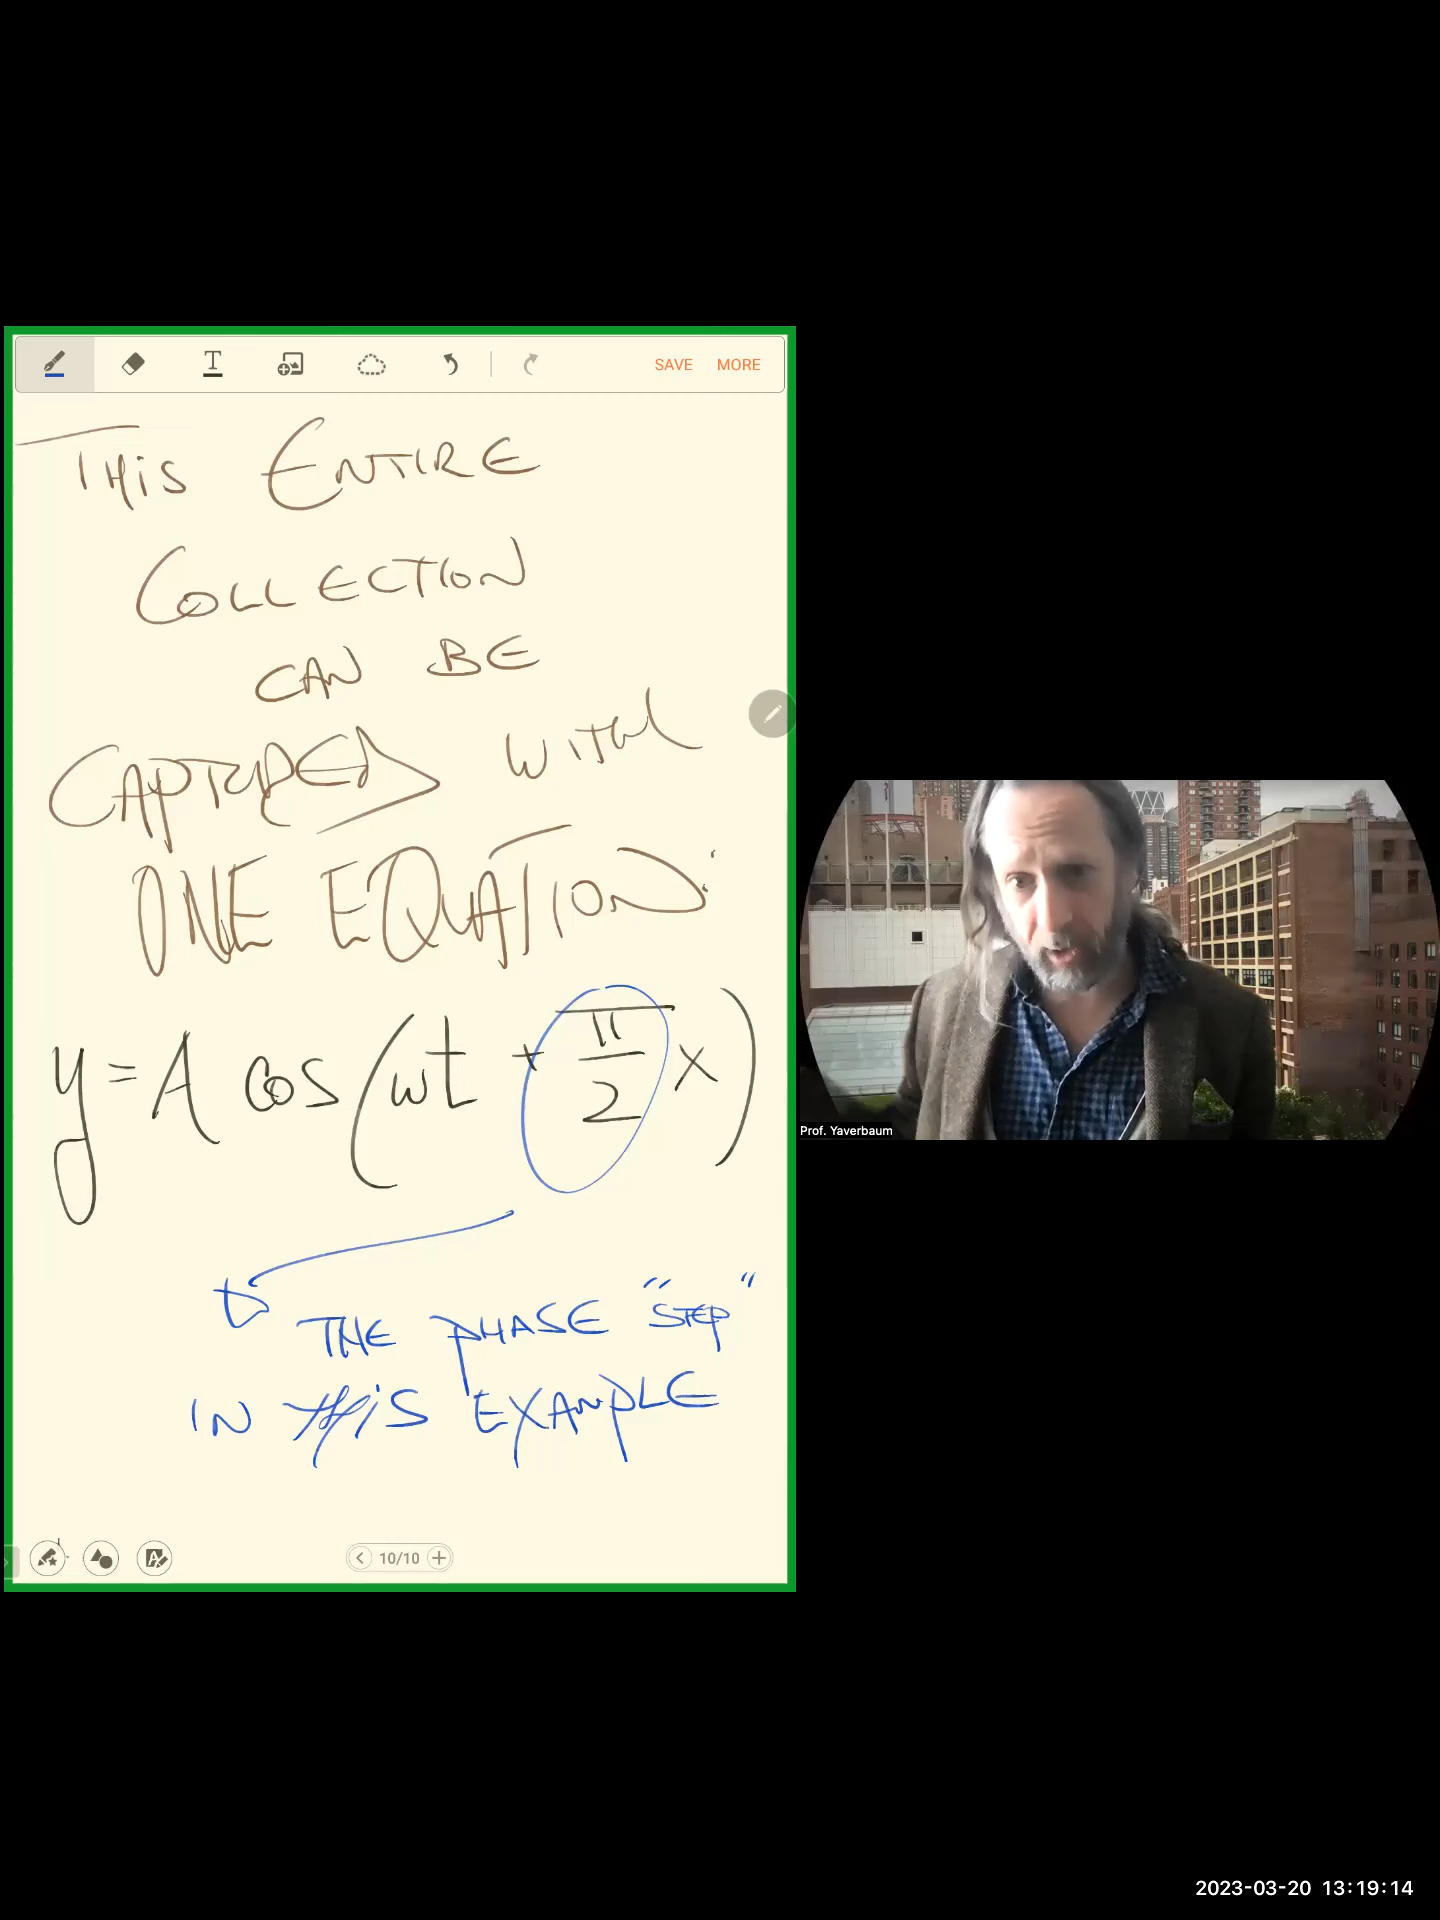 T
SAVE MORE
THIS ENTIRE
COLLECTION
CAN BE
CAPTURED WITH
ONE EQUATION:
y = A cos(ωt + π/2 x)
THE PHASE "STEP"
IN THIS EXAMPLE
10/10
Prof. Yaverbaum
2023-03-20 13:19:14